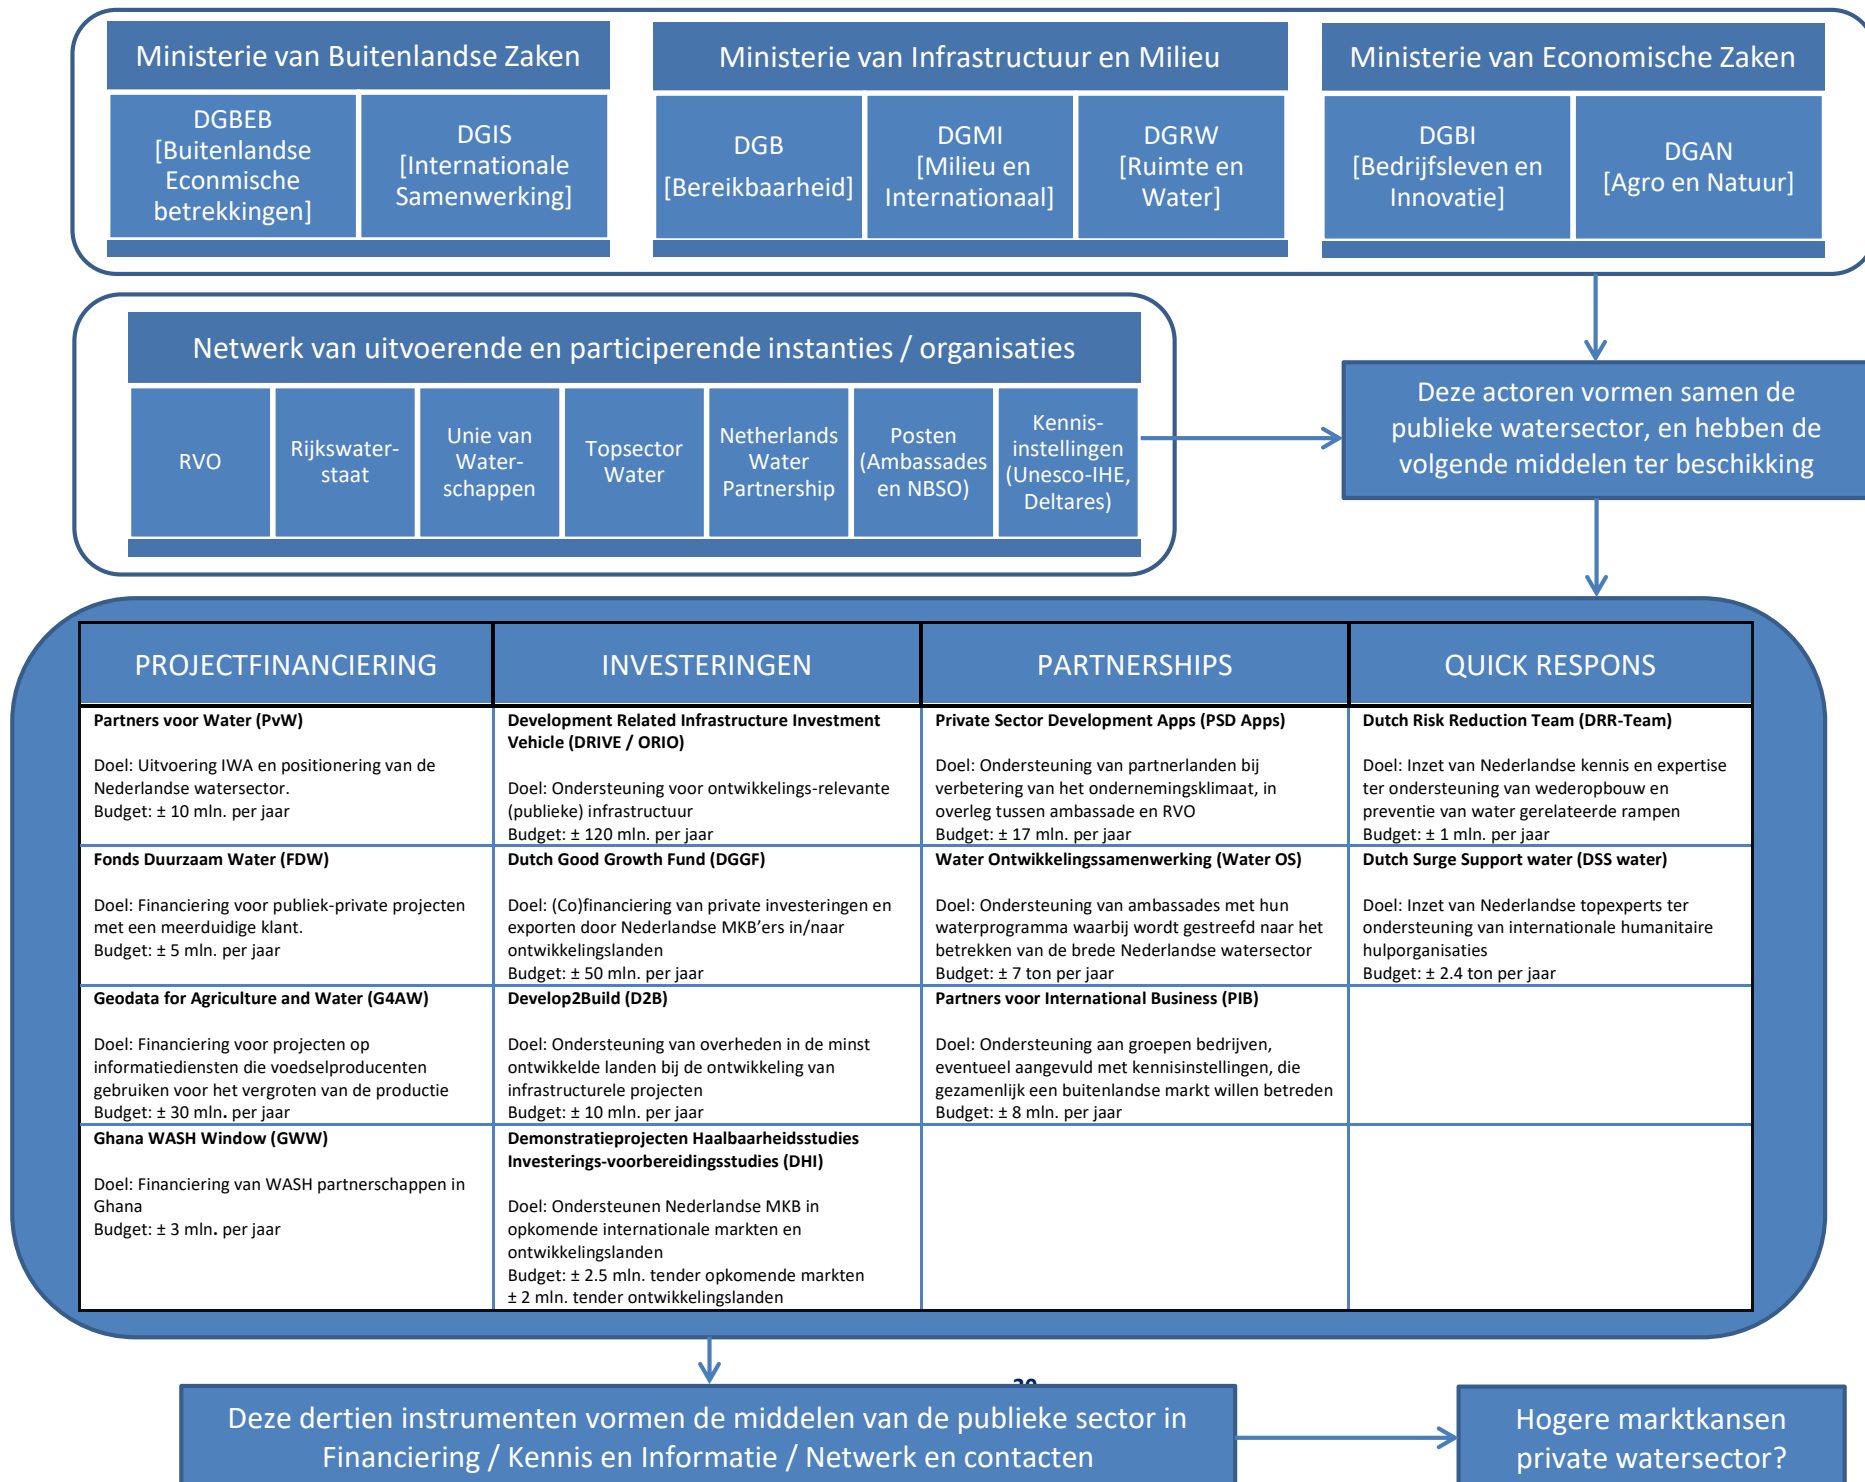 Ministerie van Buitenlandse Zaken
DGBEB
[Buitenlandse
Econmische
betrekkingen]
DGIS
[Internationale
Samenwerking]
Ministerie van Infrastructuur en Milieu
DGB
[Bereikbaarheid]
DGMI
[Milieu en
Internationaal]
DGRW
[Ruimte en
Water]
Ministerie van Economische Zaken
DGBI
[Bedrijfsleven en
Innovatie]
DGAN
[Agro en Natuur]
Netwerk van uitvoerende en participerende instanties / organisaties
RVO
Rijkswater-
staat
Unie van
Water-
schappen
Topsector
Water
Netherlands
Water
Partnership
Posten
(Ambassades
en NBSO)
Kennis-
instellingen
(Unesco-IHE,
Deltares)
Deze actoren vormen samen de
publieke watersector, en hebben de
volgende middelen ter beschikking
PROJECTFINANCIERING
INVESTERINGEN
PARTNERSHIPS
QUICK RESPONS
Partners voor Water (PvW)
Doel: Uitvoering IWA en positionering van de
Nederlandse watersector.
Budget: ± 10 mln. per jaar
Development Related Infrastructure Investment
Vehicle (DRIVE / ORIO)
Doel: Ondersteuning voor ontwikkelings-relevante
(publieke) infrastructuur
Budget: ± 120 mln. per jaar
Private Sector Development Apps (PSD Apps)
Doel: Ondersteuning van partnerlanden bij
verbetering van het ondernemingsklimaat, in
overleg tussen ambassade en RVO
Budget: ± 17 mln. per jaar
Dutch Risk Reduction Team (DRR-Team)
Doel: Inzet van Nederlandse kennis en expertise
ter ondersteuning van wederopbouw en
preventie van water gerelateerde rampen
Budget: ± 1 mln. per jaar
Fonds Duurzaam Water (FDW)
Doel: Financiering voor publiek-private projecten
met een meerduidige klant.
Budget: ± 5 mln. per jaar
Dutch Good Growth Fund (DGGF)
Doel: (Co)financiering van private investeringen en
exporten door Nederlandse MKB’ers in/naar
ontwikkelingslanden
Budget: ± 50 mln. per jaar
Water Ontwikkelingssamenwerking (Water OS)
Doel: Ondersteuning van ambassades met hun
waterprogramma waarbij wordt gestreefd naar het
betrekken van de brede Nederlandse watersector
Budget: ± 7 ton per jaar
Dutch Surge Support water (DSS water)
Doel: Inzet van Nederlandse topexperts ter
ondersteuning van internationale humanitaire
hulporganisaties
Budget: ± 2.4 ton per jaar
Geodata for Agriculture and Water (G4AW)
Doel: Financiering voor projecten op
informatiediensten die voedselproducenten
gebruiken voor het vergroten van de productie
Budget: ± 30 mln. per jaar
Develop2Build (D2B)
Doel: Ondersteuning van overheden in de minst
ontwikkelde landen bij de ontwikkeling van
infrastructurele projecten
Budget: ± 10 mln. per jaar
Partners voor International Business (PIB)
Doel: Ondersteuning aan groepen bedrijven,
eventueel aangevuld met kennisinstellingen, die
gezamenlijk een buitenlandse markt willen betreden
Budget: ± 8 mln. per jaar
Ghana WASH Window (GWW)
Doel: Financiering van WASH partnerschappen in
Ghana
Budget: ± 3 mln. per jaar
Demonstratieprojecten Haalbaarheidsstudies
Investerings-voorbereidingsstudies (DHI)
Doel: Ondersteunen Nederlandse MKB in
opkomende internationale markten en
ontwikkelingslanden
Budget: ± 2.5 mln. tender opkomende markten
± 2 mln. tender ontwikkelingslanden
Deze dertien instrumenten vormen de middelen van de publieke sector in
Financiering / Kennis en Informatie / Netwerk en contacten
Hogere marktkansen
private watersector?